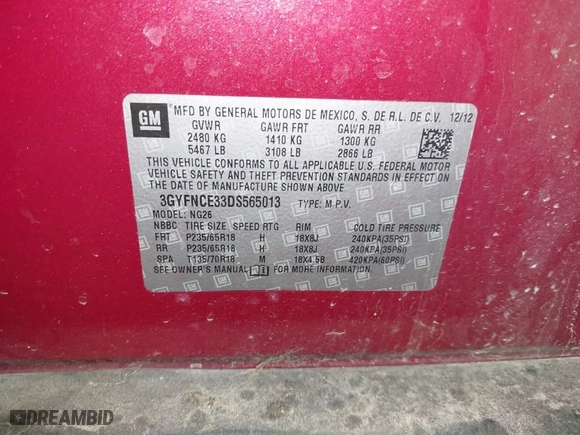 GM
MFD BY GENERAL MOTORS DE MEXICO, S. DE R.L. DE C.V. 12/12
GVWR GAWR FRT GAWR RR
2480 KG 1410 KG 1300 KG
5467 LB 3108 LB 2866 LB
THIS VEHICLE CONFORMS TO ALL APPLICABLE U.S. FEDERAL MOTOR
VEHICLE SAFETY AND THEFT PREVENTION STANDARDS IN EFFECT ON
THE DATE OF MANUFACTURE SHOWN ABOVE.
3GYFNCE33DS565013 TYPE: M.P.V.
MODEL: NG26
NBBC TIRE SIZE SPEED RTG RIM COLD TIRE PRESSURE
FRT P235/65R18 H 18X8J 240KPA(35PSI)
RR P235/65R18 H 18X8J 240KPA(35PSI)
SPA T135/70R18 M 18X4.5B 420KPA(60PSI)
SEE OWNER'S MANUAL FOR MORE INFORMATION.
DREAMBID